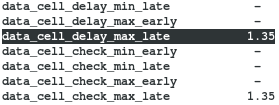 data_cell_delay_min_late -
data_cell_delay_max_early -
data_cell_delay_max_late 1.35
data_cell_check_min_early -
data_cell_check_min_late -
data_cell_check_max_early -
data_cell_check_max_late 1.35